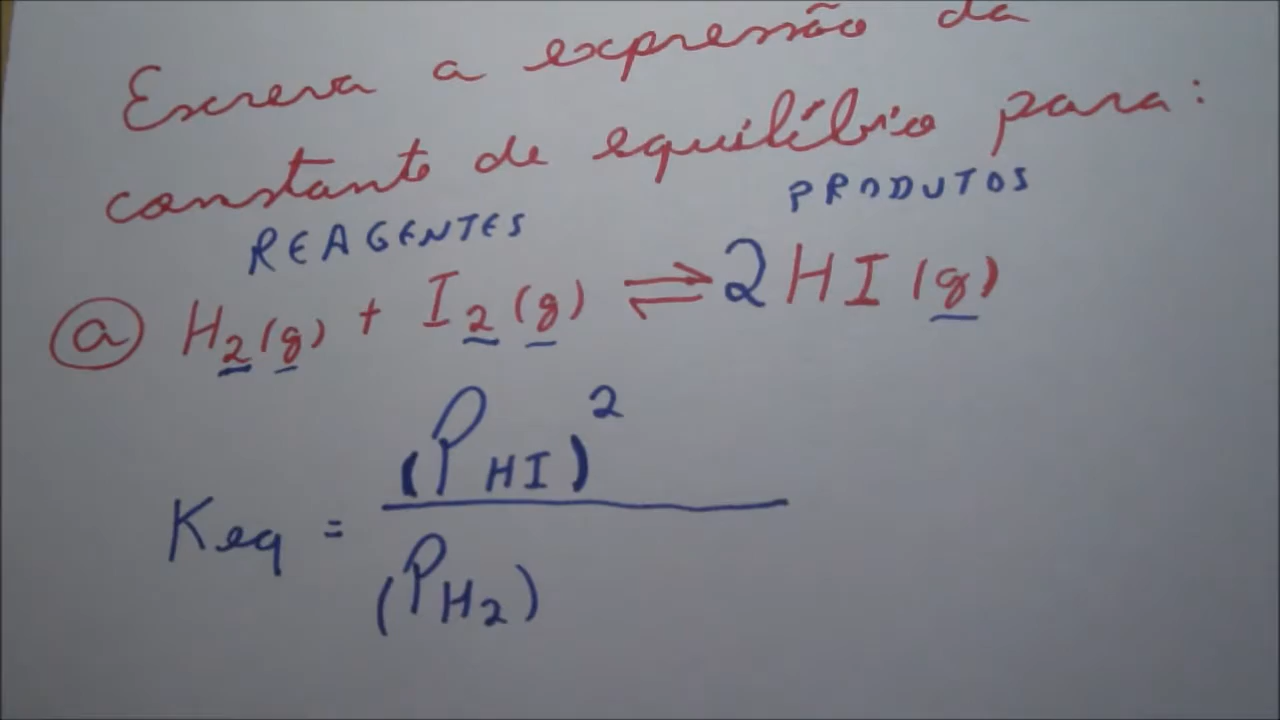 Escreva a expressão da
constante de equilíbrio para:
REAGENTES PRODUTOS
a H2(g) + I2(g) ⇌ 2HI(g)
(PHI)²
Keq =
(PH2)